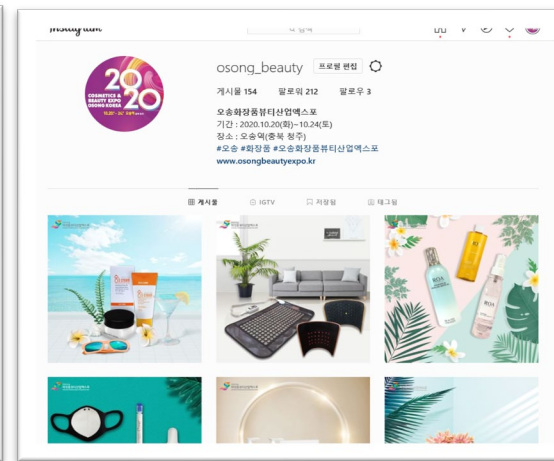 Instagram
검색
20
20
COSMETICS &
BEAUTY EXPO
OSONG KOREA
osong_beauty 프로필 편집
게시물 154 팔로워 212 팔로우 3
오송화장품뷰티산업엑스포
기간 : 2020.10.20(화)~10.24(토)
장소 : 오송역(충북 청주)
#오송 #화장품 #오송화장품뷰티산업엑스포
www.osongbeautyexpo.kr
게시물 IGTV 저장됨 태그됨
ROA
ROA